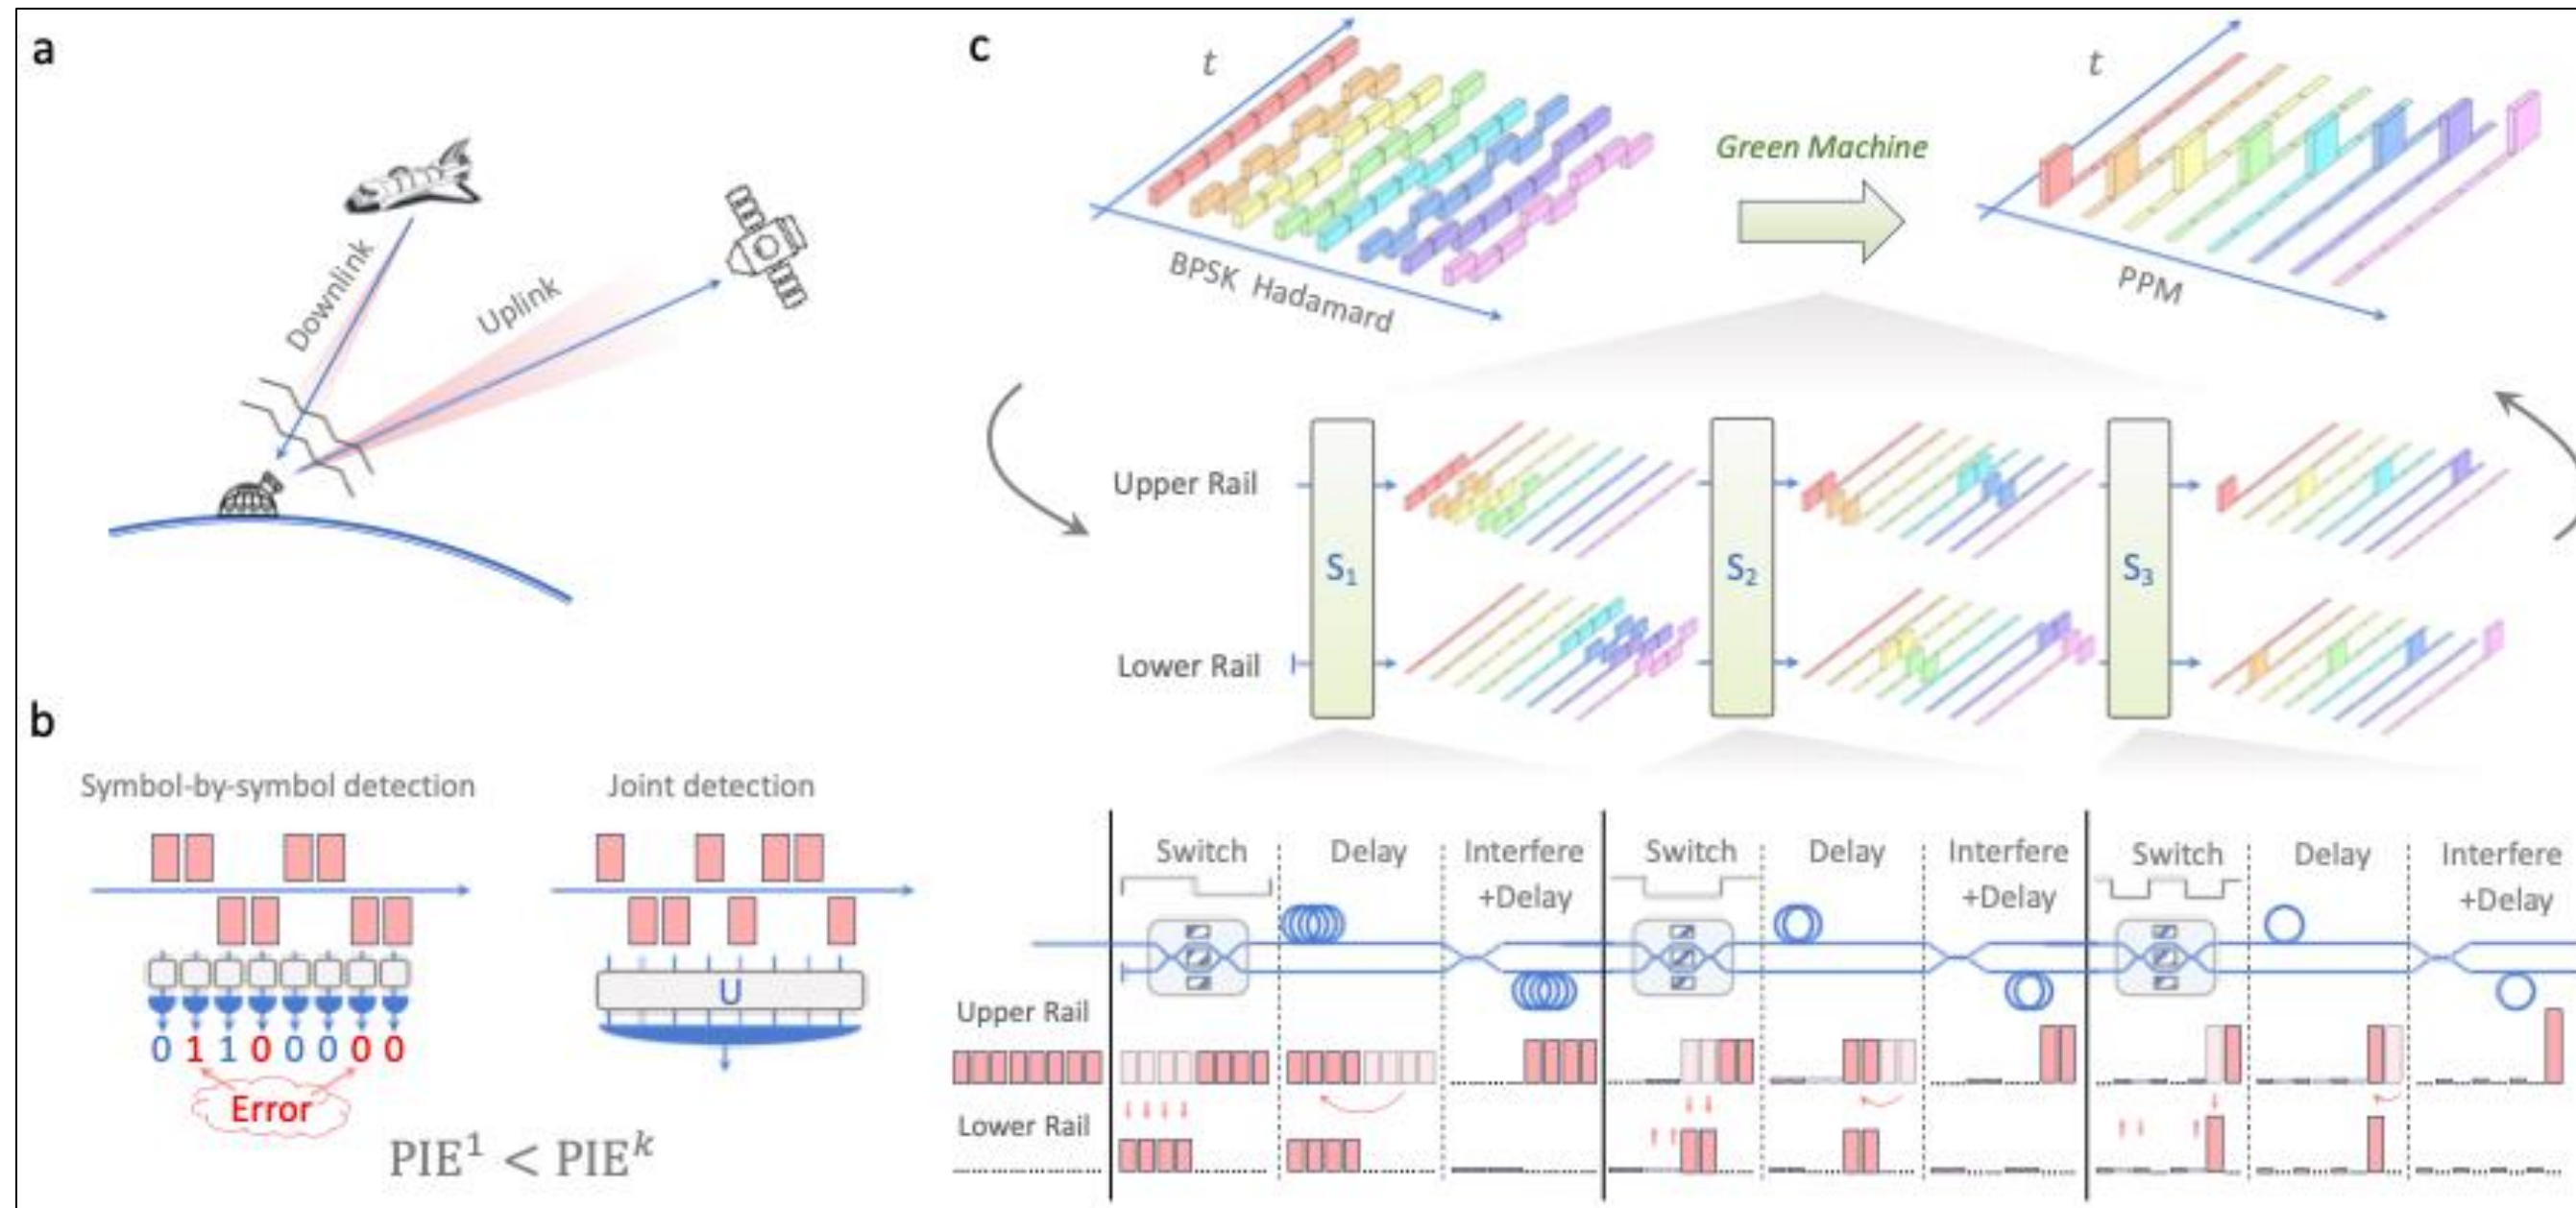 a
Downlink
Uplink
b
Symbol-by-symbol detection
Joint detection
U
0 1 1 0 0 0 0 0
Error
PIE¹ < PIEᵏ
c
t
BPSK Hadamard
Green Machine
t
PPM
Upper Rail
Lower Rail
S₁
S₂
S₃
Switch
Delay
Interfere
+Delay
Switch
Delay
Interfere
+Delay
Switch
Delay
Interfere
+Delay
Upper Rail
Lower Rail